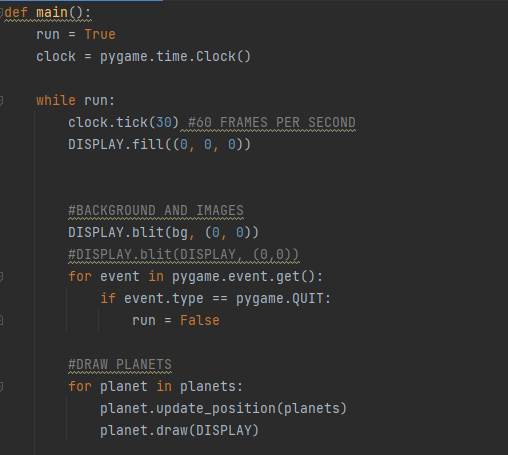 def main():
    run = True
    clock = pygame.time.Clock()
    while run:
        clock.tick(30) #60 FRAMES PER SECOND
        DISPLAY.fill((0, 0, 0))
        #BACKGROUND AND IMAGES
        DISPLAY.blit(bg, (0, 0))
        #DISPLAY.blit(DISPLAY, (0,0))
        for event in pygame.event.get():
            if event.type == pygame.QUIT:
                run = False
        #DRAW PLANETS
        for planet in planets:
            planet.update_position(planets)
            planet.draw(DISPLAY)